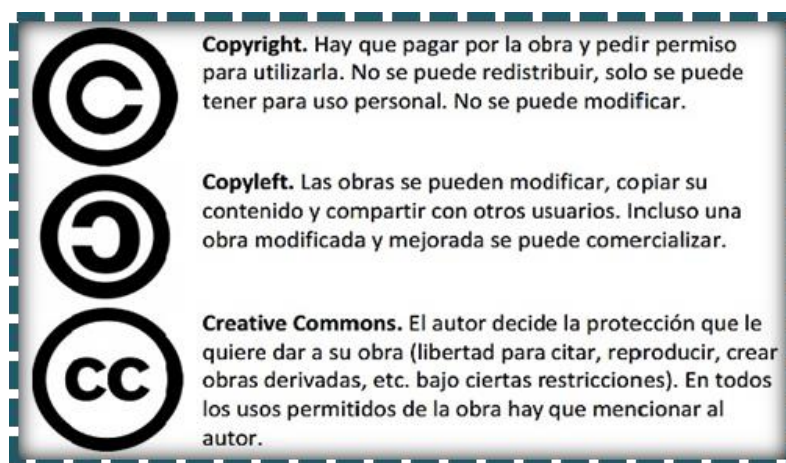 Copyright. Hay que pagar por la obra y pedir permiso
para utilizarla. No se puede redistribuir, solo se puede
tener para uso personal. No se puede modificar.
Copyleft. Las obras se pueden modificar, copiar su
contenido y compartir con otros usuarios. Incluso una
obra modificada y mejorada se puede comercializar.
cc
Creative Commons. El autor decide la protección que le
quiere dar a su obra (libertad para citar, reproducir, crear
obras derivadas, etc. bajo ciertas restricciones). En todos
los usos permitidos de la obra hay que mencionar al
autor.